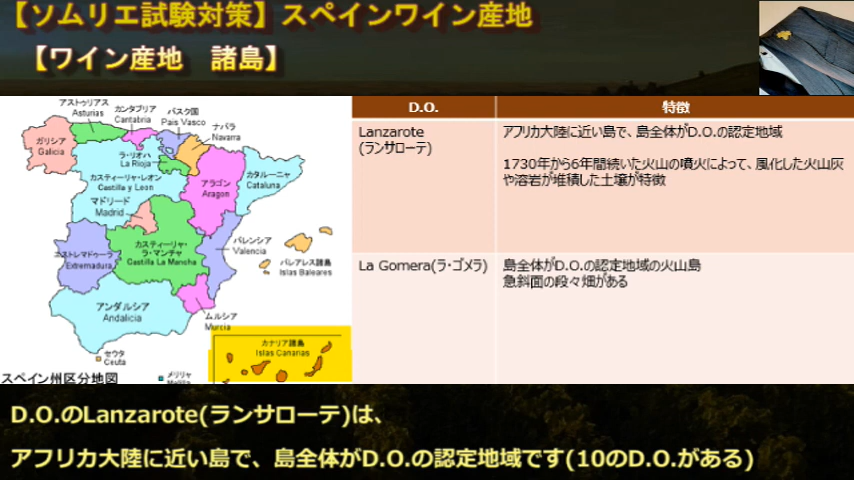 【ソムリエ試験対策】スペインワイン産地
【ワイン産地 諸島】
アストゥリアス
Asturias
カンタブリア
Cantabria
バスク国
Pais Vasco
ナバラ
Navarra
ガリシア
Galicia
ラ・リオハ
La Rioja
カスティーリャ・レオン
Castilla y Leon
アラゴン
Aragon
カタルーニャ
Cataluna
マドリード
Madrid
カスティーリャ・
ラ・マンチャ
Castilla La Mancha
エストレマドゥーラ
Extremadura
バレンシア
Valencia
バレアレス諸島
Islas Baleares
アンダルシア
Andalicia
ムルシア
Murcia
セウタ
Ceuta
メリリャ
Melilla
カナリア諸島
Islas Canarias
スペイン州区分地図
D.O. 特徴
Lanzarote
(ランサローテ)
アフリカ大陸に近い島で、島全体がD.O.の認定地域
1730年から6年間続いた火山の噴火によって、風化した火山灰
や溶岩が堆積した土壌が特徴
La Gomera(ラ・ゴメラ)
島全体がD.O.の認定地域の火山島
急斜面の段々畑がある
D.O.のLanzarote(ランサローテ)は、
アフリカ大陸に近い島で、島全体がD.O.の認定地域です(10のD.O.がある)